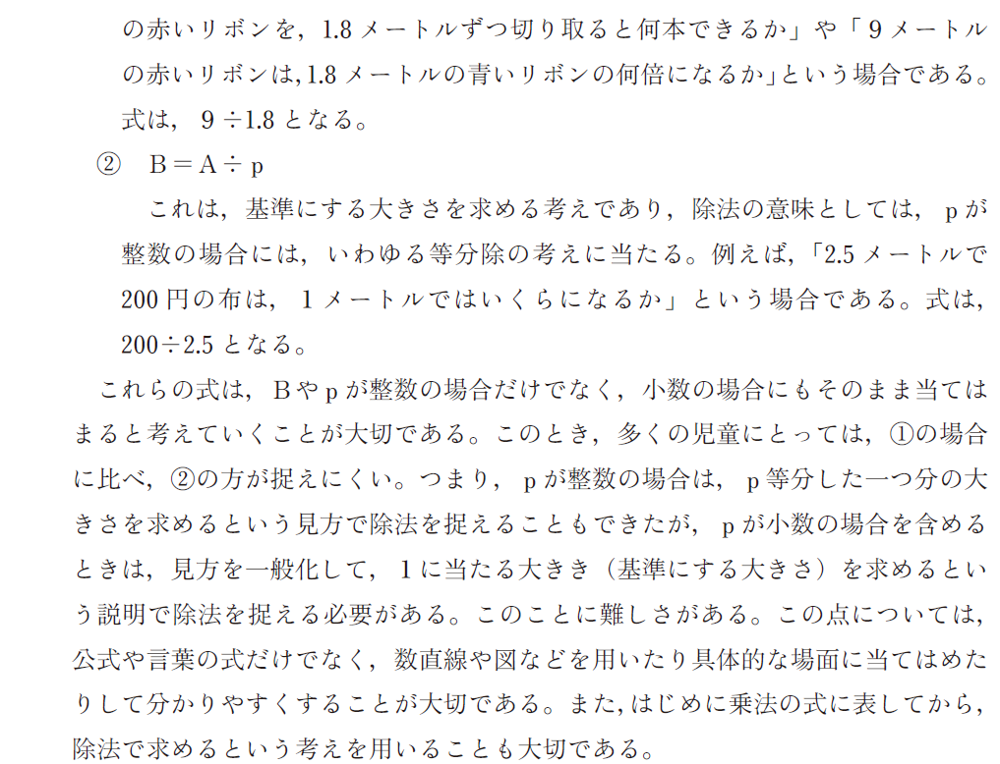 の赤いリボンを，1.8 メートルずつ切り取ると何本できるか」や「９メートル
の赤いリボンは，1.8 メートルの青いリボンの何倍になるか」という場合である。
式は，９÷1.8 となる。
② Ｂ＝Ａ÷ p
これは，基準にする大きさを求める考えであり，除法の意味としては， p が
整数の場合には，いわゆる等分除の考えに当たる。例えば，「2.5 メートルで
200 円の布は，１メートルではいくらになるか」という場合である。式は，
200÷2.5 となる。
これらの式は，Ｂや p が整数の場合だけでなく，小数の場合にもそのまま当ては
まると考えていくことが大切である。このとき，多くの児童にとっては，①の場合
に比べ，②の方が捉えにくい。つまり， p が整数の場合は， p 等分した一つ分の大
きさを求めるという見方で除法を捉えることもできたが， p が小数の場合を含める
ときは，見方を一般化して，１に当たる大きき（基準にする大きさ）を求めるとい
う説明で除法を捉える必要がある。このことに難しさがある。この点については，
公式や言葉の式だけでなく，数直線や図などを用いたり具体的な場面に当てはめた
りして分かりやすくすることが大切である。また，はじめに乗法の式に表してから，
除法で求めるという考えを用いることも大切である。